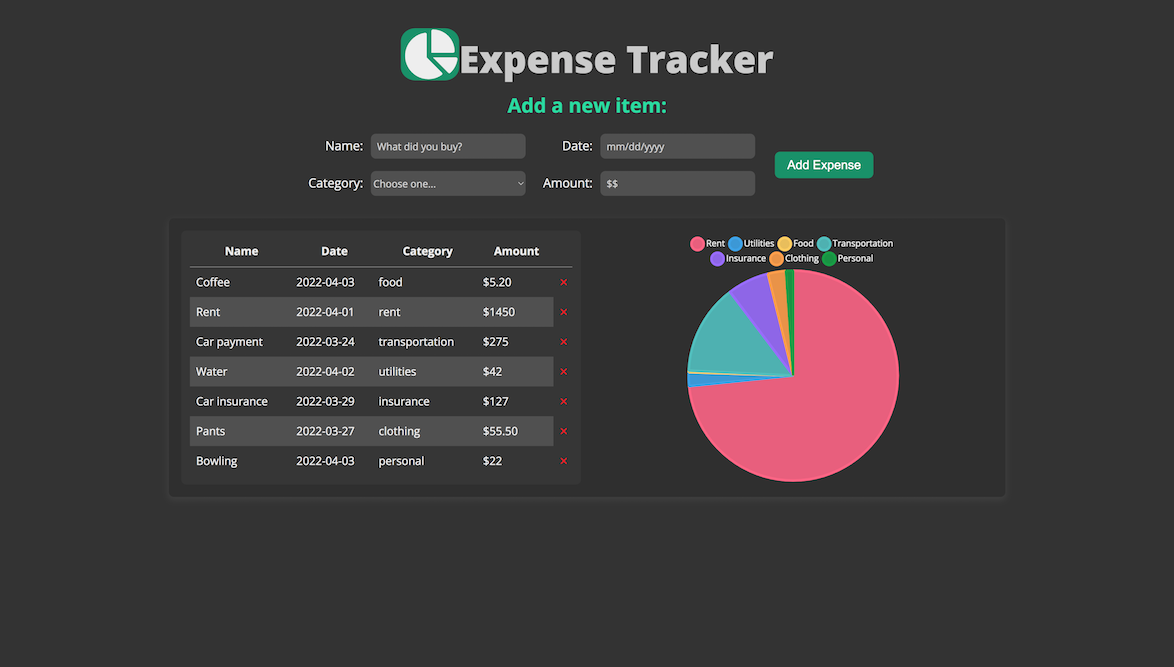 Expense Tracker
Add a new item:
Name: What did you buy? Date: mm/dd/yyyy
Add Expense
Category: Choose one... Amount: $$
Name Date Category Amount
Coffee 2022-04-03 food $5.20 ×
Rent 2022-04-01 rent $1450 ×
Car payment 2022-03-24 transportation $275 ×
Water 2022-04-02 utilities $42 ×
Car insurance 2022-03-29 insurance $127 ×
Pants 2022-03-27 clothing $55.50 ×
Bowling 2022-04-03 personal $22 ×
Rent Utilities Food Transportation
Insurance Clothing Personal